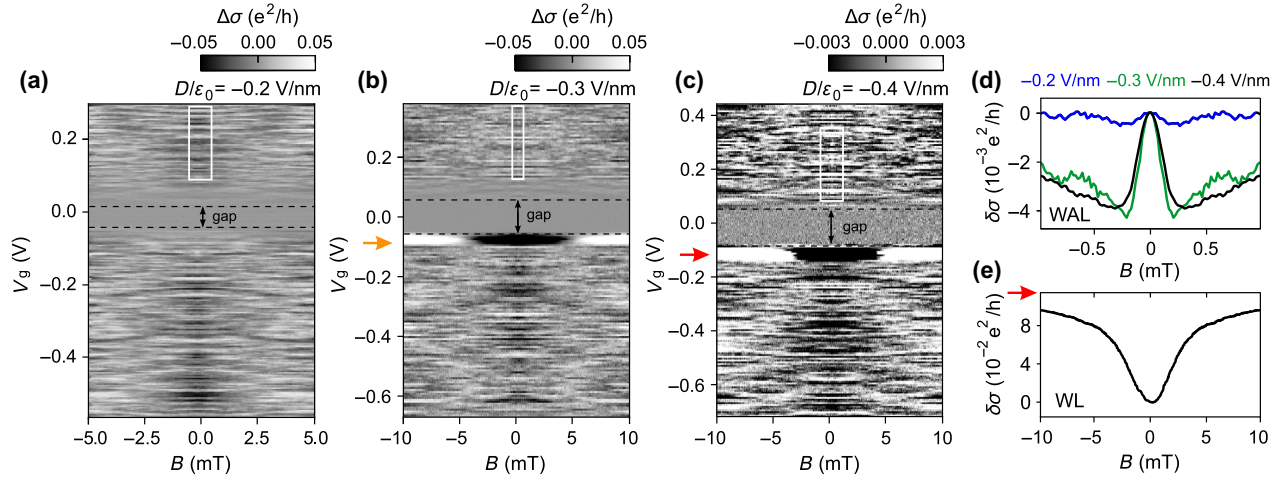 Δσ (e²/h)
−0.05 0.00 0.05
(a)
D/ε₀= −0.2 V/nm
0.2
0.0
−0.2
−0.4
V g (V)
gap
−5.0 −2.5 0.0 2.5 5.0
B (mT)
Δσ (e²/h)
−0.05 0.00 0.05
(b)
D/ε₀= −0.3 V/nm
0.2
0.0
−0.2
−0.4
−0.6
V g (V)
gap
−10 −5 0 5 10
B (mT)
Δσ (e²/h)
−0.003 0.000 0.003
(c)
D/ε₀= −0.4 V/nm
0.4
0.2
0.0
−0.2
−0.4
−0.6
V g (V)
gap
−10 −5 0 5 10
B (mT)
(d)
−0.2 V/nm −0.3 V/nm −0.4 V/nm
δσ (10⁻³ e²/h)
0
−2
−4
WAL
−0.5 0 0.5
B (mT)
(e)
δσ (10⁻² e²/h)
8
4
0
WL
−10 −5 0 5 10
B (mT)